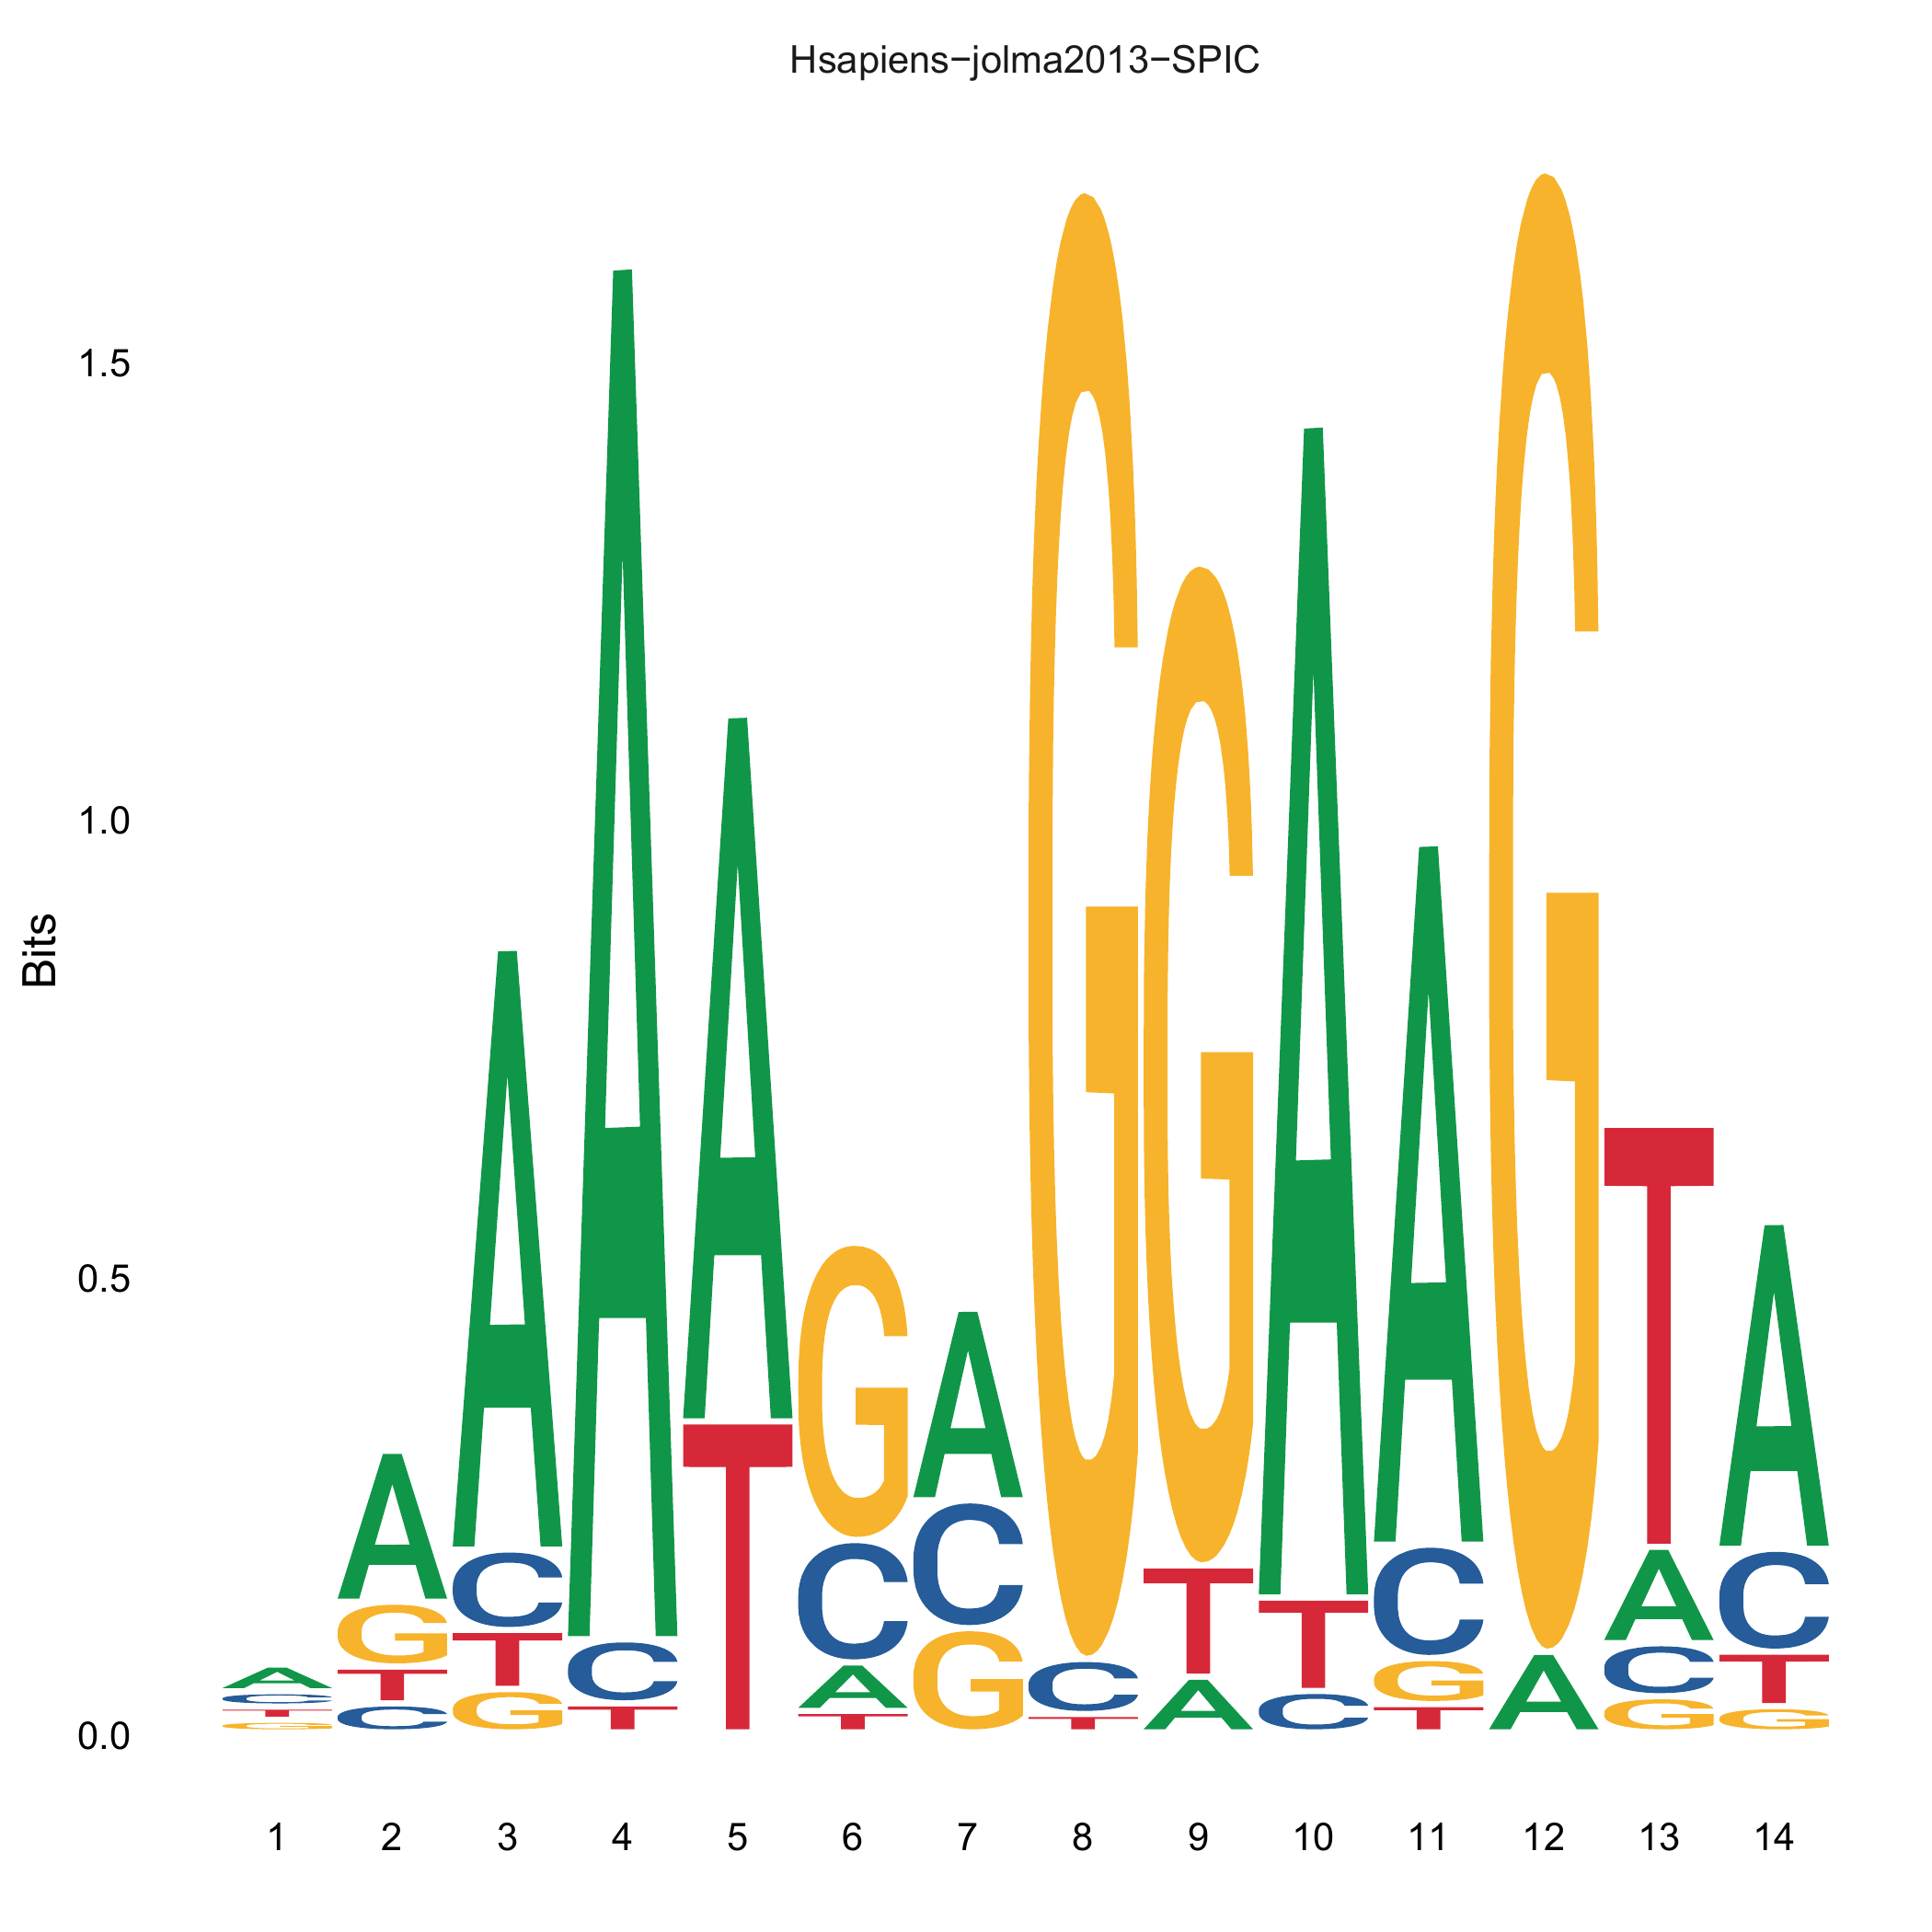 Hsapiens−jolma2013−SPIC
1.5
1.0
0.5
0.0
Bits
A C T G
A G T C
A C T G
A C T
A T
G C A T
A C G
G C T
G T A
A T C
A C G T
G A
T A C G
A C T G
1 2 3 4 5 6 7 8 9 10 11 12 13 14